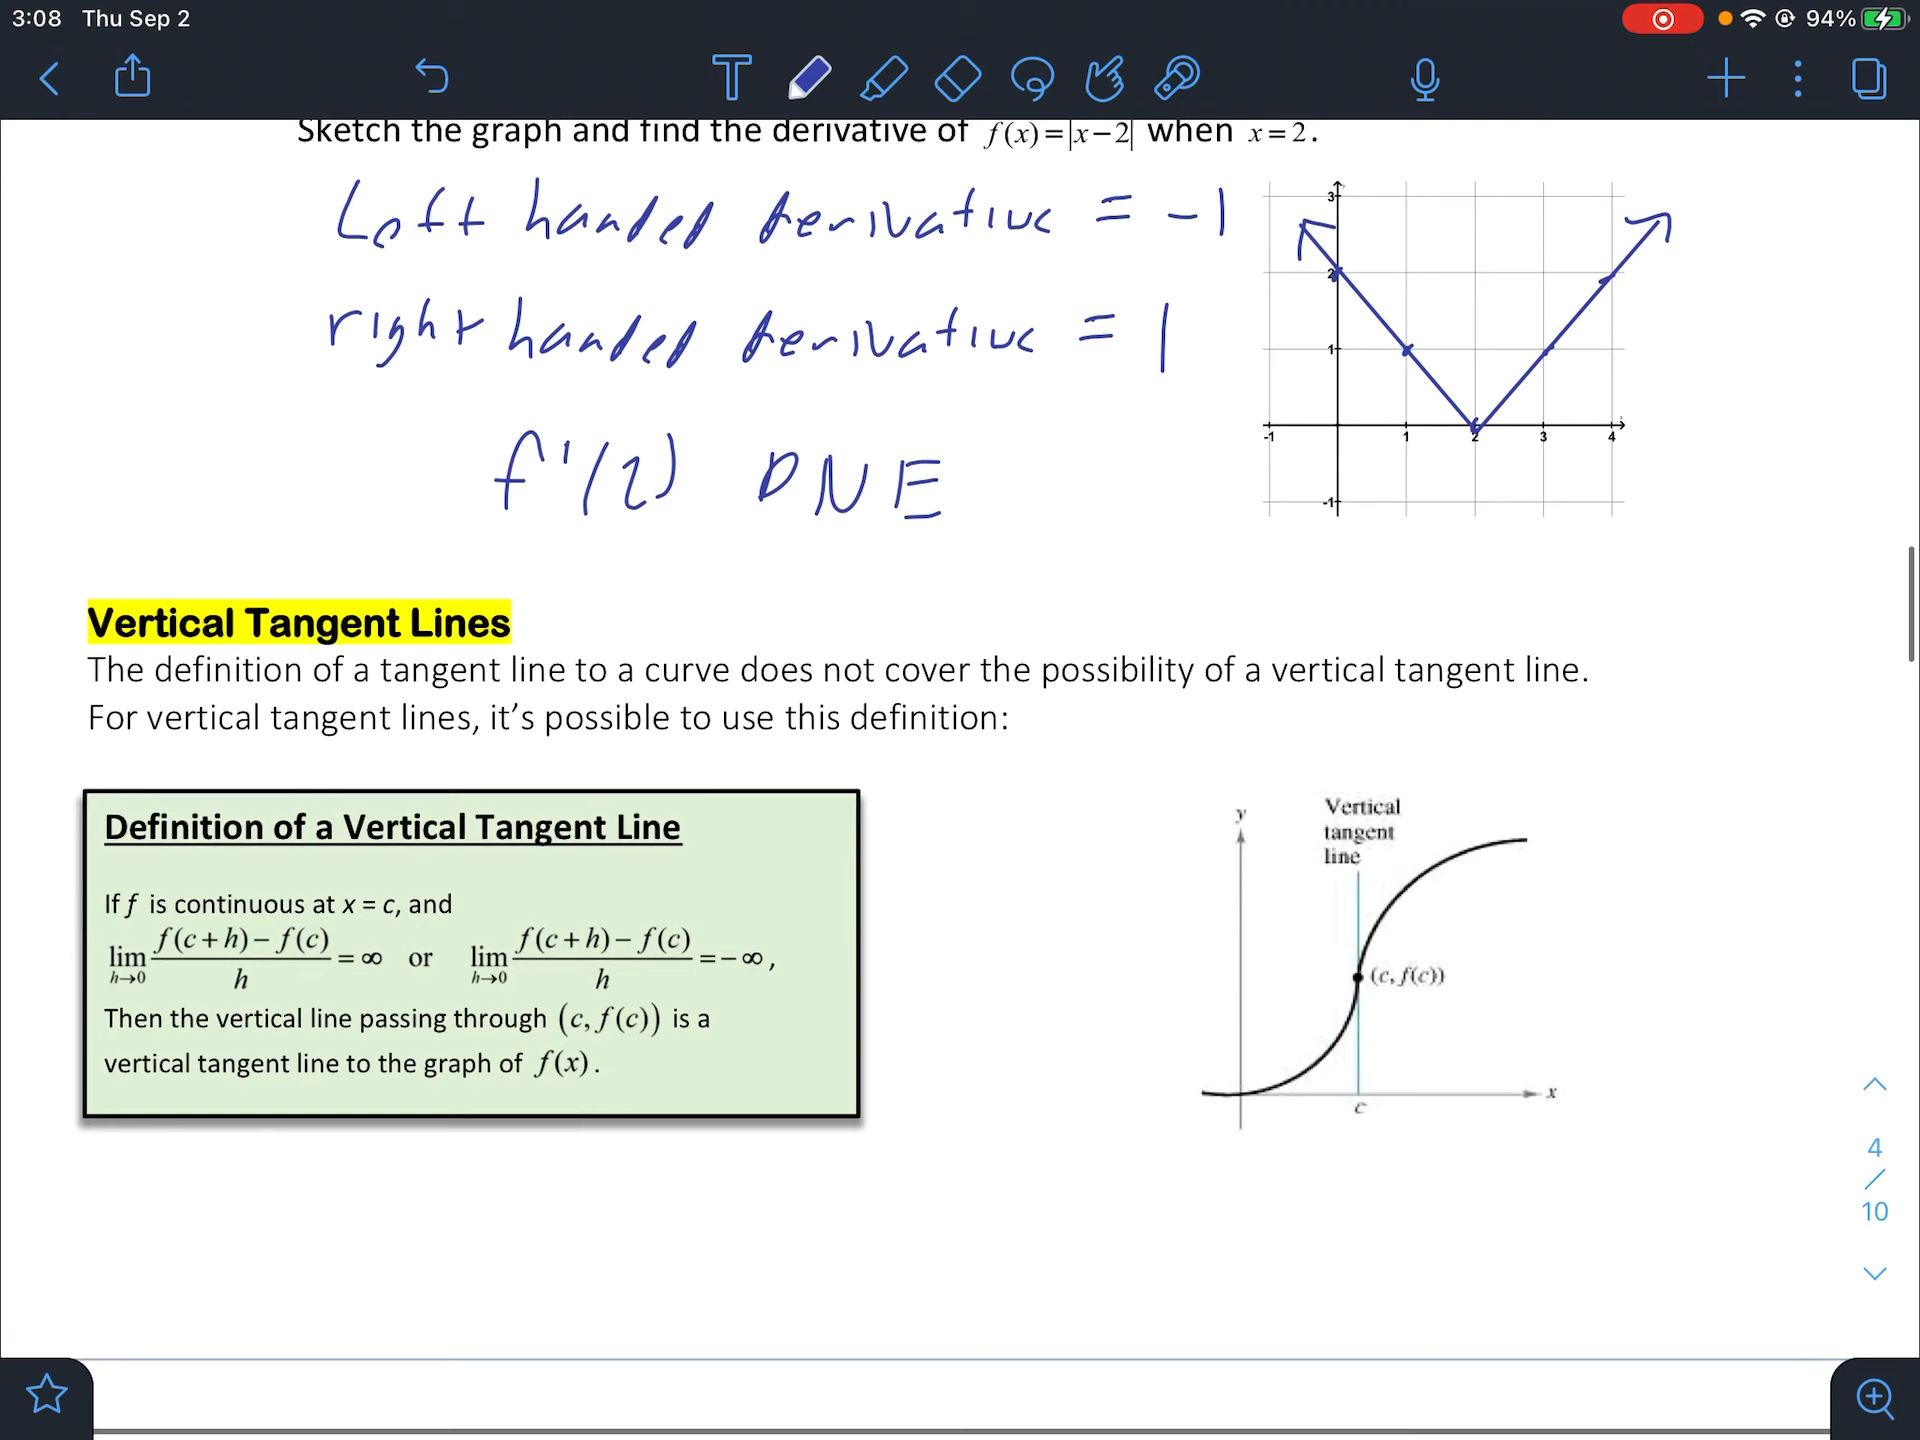 3:08 Thu Sep 2
94%
Sketch the graph and find the derivative of f(x)=|x−2| when x=2.
Left handed derivative = -1
right handed derivative = 1
f'(2) DNE
3
2
1
-1 1 2 3 4
-1
Vertical Tangent Lines
The definition of a tangent line to a curve does not cover the possibility of a vertical tangent line.
For vertical tangent lines, it's possible to use this definition:
Definition of a Vertical Tangent Line
If f is continuous at x = c, and
lim h→0 f(c+h)−f(c) / h = ∞ or lim h→0 f(c+h)−f(c) / h = −∞,
Then the vertical line passing through (c, f(c)) is a
vertical tangent line to the graph of f(x).
y
Vertical
tangent
line
(c, f(c))
x
c
4
/
10